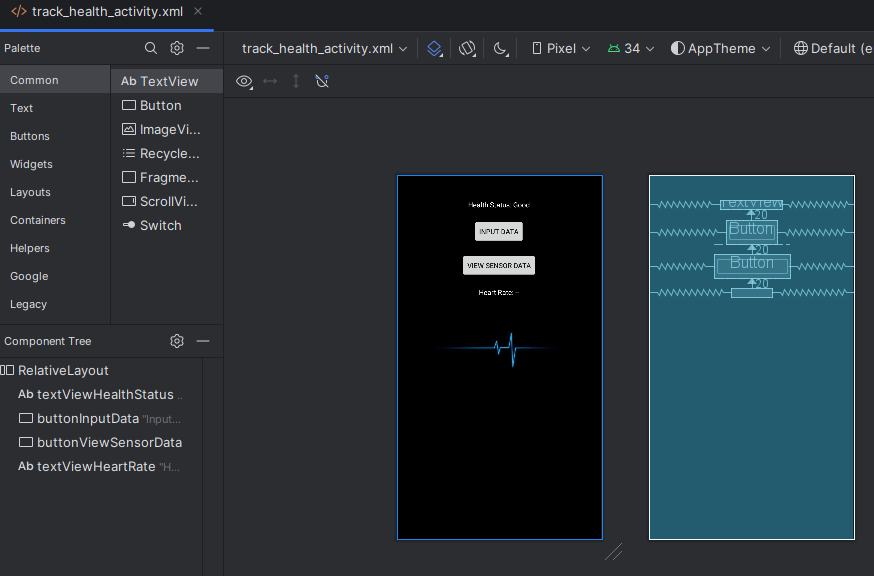 track_health_activity.xml
Palette
track_health_activity.xml
Pixel
34
AppTheme
Default (e
Common
Text
Buttons
Widgets
Layouts
Containers
Helpers
Google
Legacy
Ab TextView
Button
ImageVi...
Recycle...
Fragme...
ScrollVi...
Switch
Component Tree
RelativeLayout
Ab textViewHealthStatus ..
buttonInputData "Input...
buttonViewSensorData
Ab textViewHeartRate "H...
Health Status: Good
INPUT DATA
VIEW SENSOR DATA
Heart Rate: --
TextView
20
Button
20
Button
20